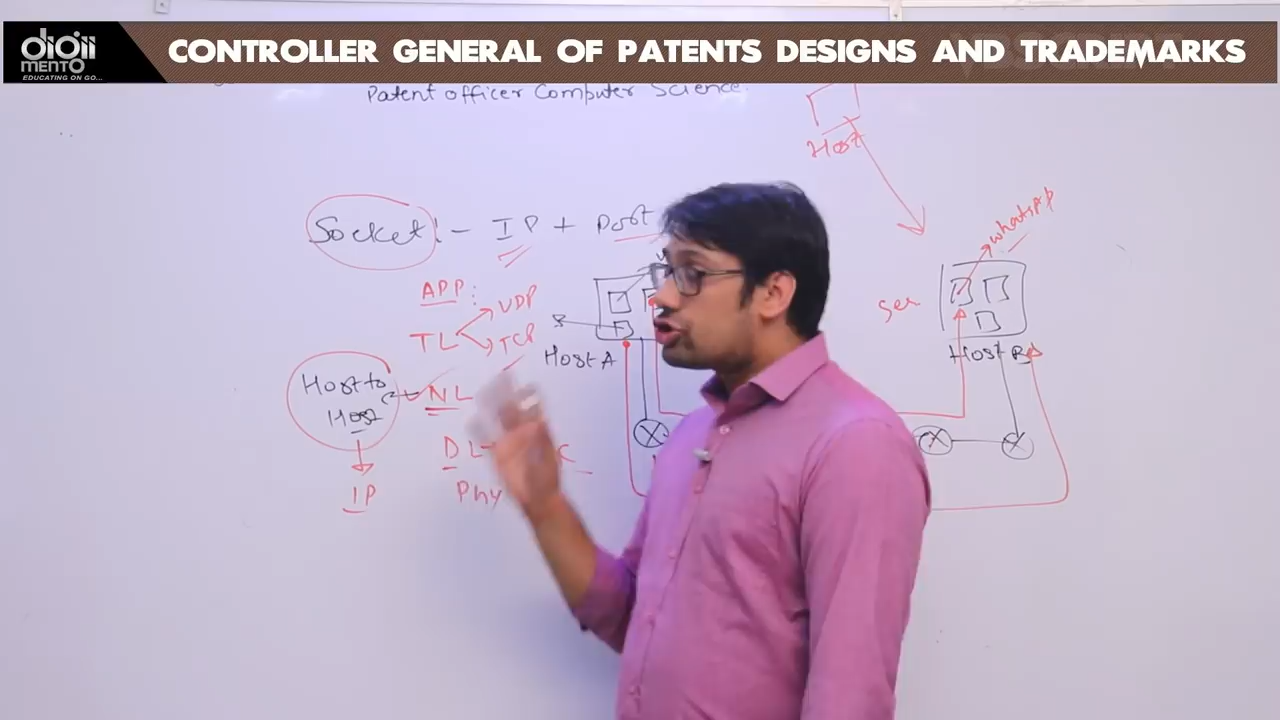 digii
MENTO
EDUCATING ON GO...
CONTROLLER GENERAL OF PATENTS DESIGNS AND TRADEMARKS
Patent officer Computer Science
Host
Socket :- IP + Port
whatsapp
APP :
UDP
TL
TCP
Host A
Ser
Host B
Host to
Host
NL
DL
IP
Phy